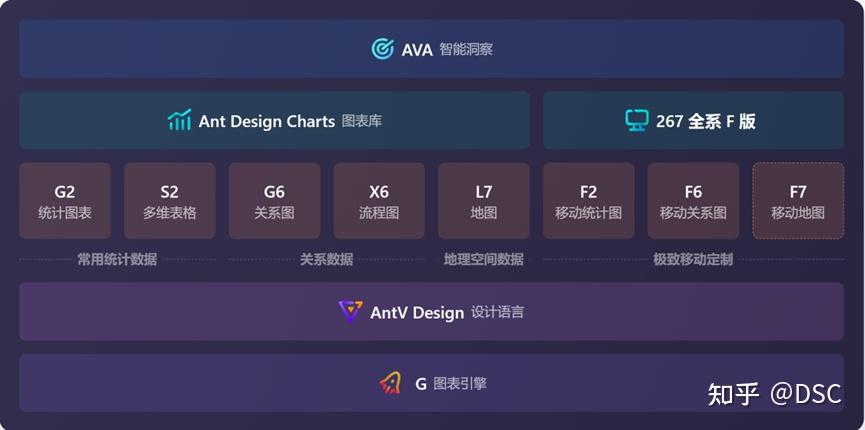 AVA 智能洞察
Ant Design Charts 图表库
267 全系 F 版
G2
统计图表
S2
多维表格
G6
关系图
X6
流程图
L7
地图
F2
移动统计图
F6
移动关系图
F7
移动地图
常用统计数据
关系数据
地理空间数据
极致移动定制
AntV Design 设计语言
G 图表引擎
知乎 @DSC